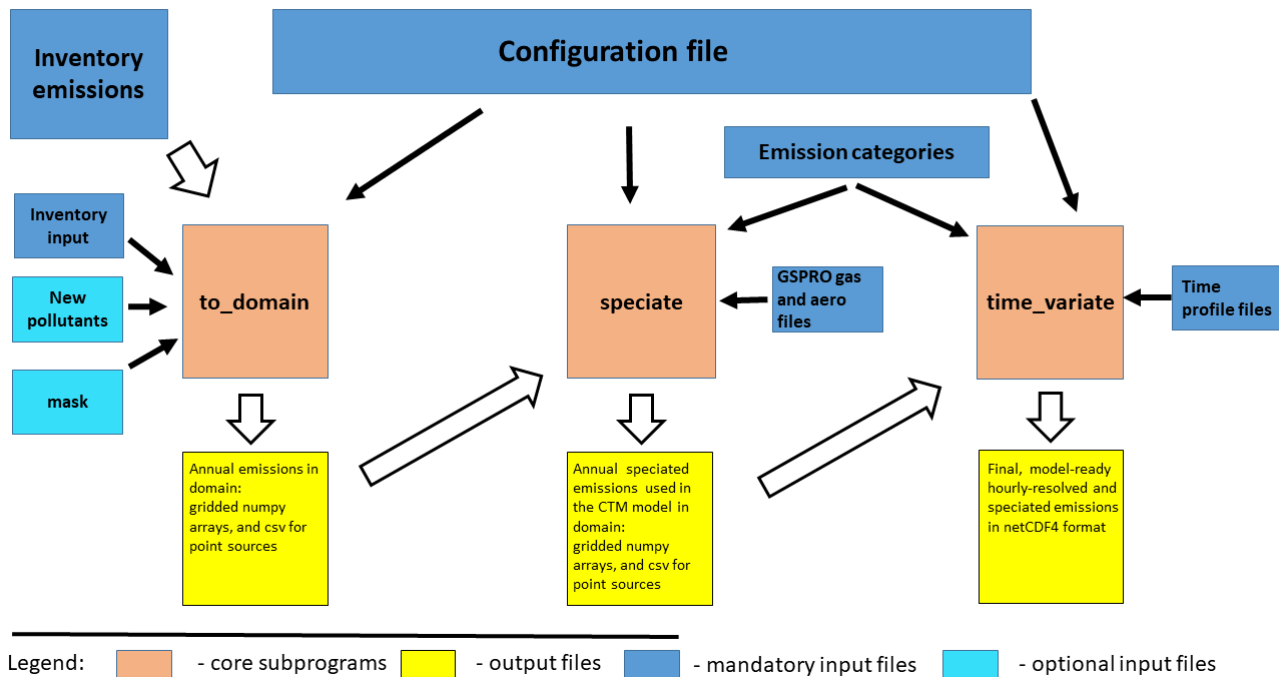 Inventory
emissions
Configuration file
Emission categories
Inventory
input
New
pollutants
mask
to_domain
speciate
GSPRO gas
and aero
files
time_variate
Time
profile files
Annual emissions in
domain:
gridded numpy
arrays, and csv for
point sources
Annual speciated
emissions used in
the CTM model in
domain:
gridded numpy
arrays, and csv for
point sources
Final, model-ready
hourly-resolved and
speciated emissions
in netCDF4 format
Legend: - core subprograms - output files - mandatory input files - optional input files